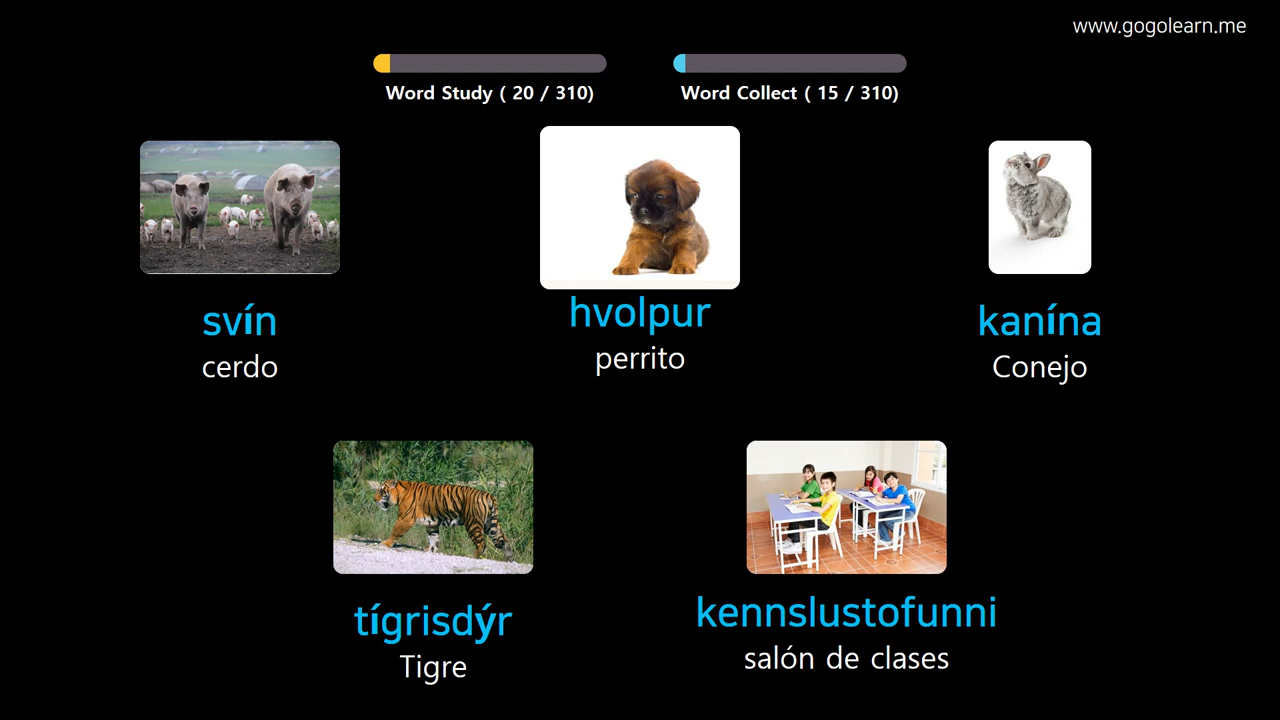 www.gogolearn.me
Word Study ( 20 / 310)
Word Collect ( 15 / 310)
svín
cerdo
hvolpur
perrito
kanína
Conejo
tígrisdýr
Tigre
kennslustofunni
salón de clases